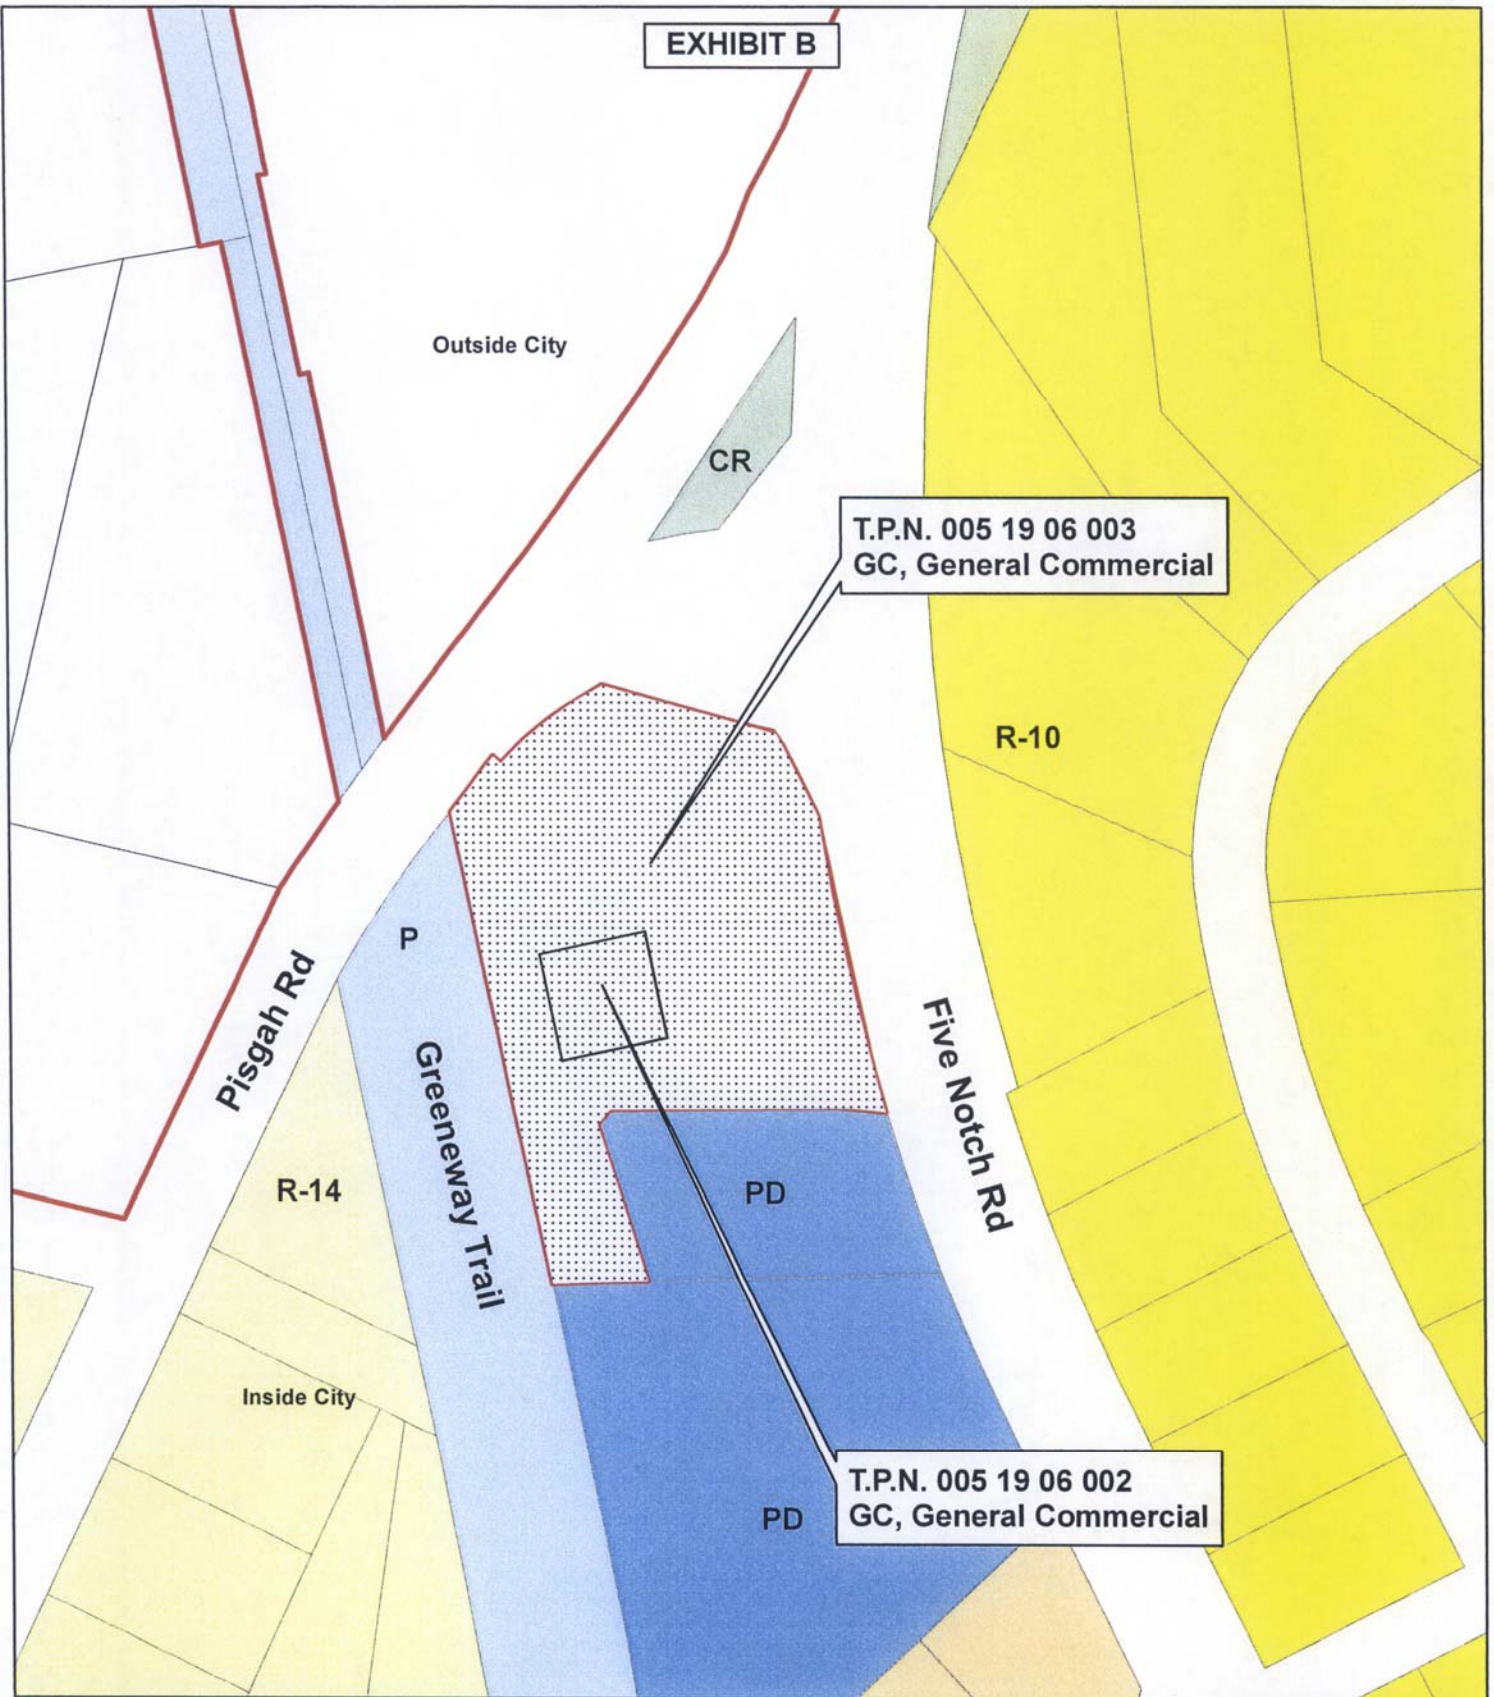 EXHIBIT B
Outside City
CR
T.P.N. 005 19 06 003
GC, General Commercial
R-10
P
Pisgah Rd
Greeneway Trail
Five Notch Rd
R-14
PD
Inside City
T.P.N. 005 19 06 002
GC, General Commercial
PD